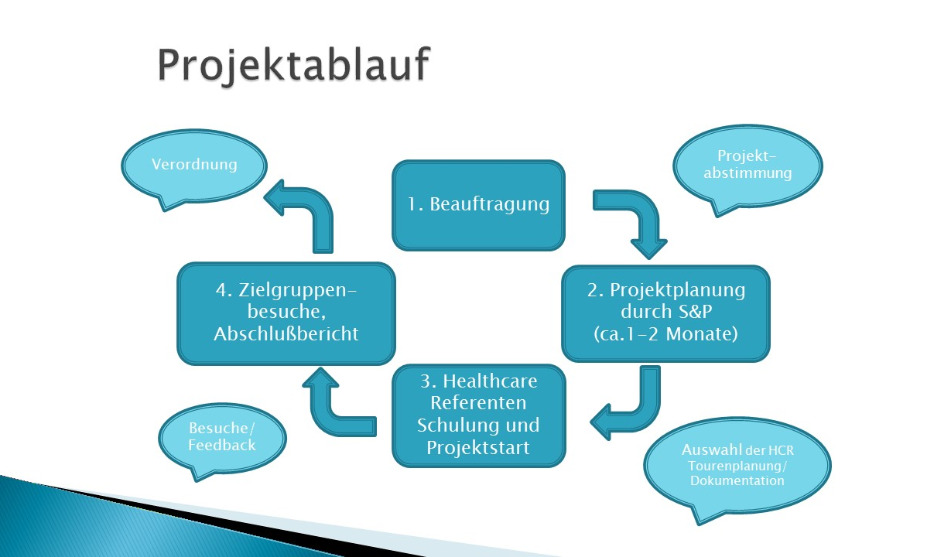 Projektablauf
Verordnung
1. Beauftragung
Projekt-
abstimmung
4. Zielgruppen-
besuche,
Abschlußbericht
2. Projektplanung
durch S&P
(ca.1-2 Monate)
3. Healthcare
Referenten
Schulung und
Projektstart
Besuche/
Feedback
Auswahl der HCR
Tourenplanung/
Dokumentation